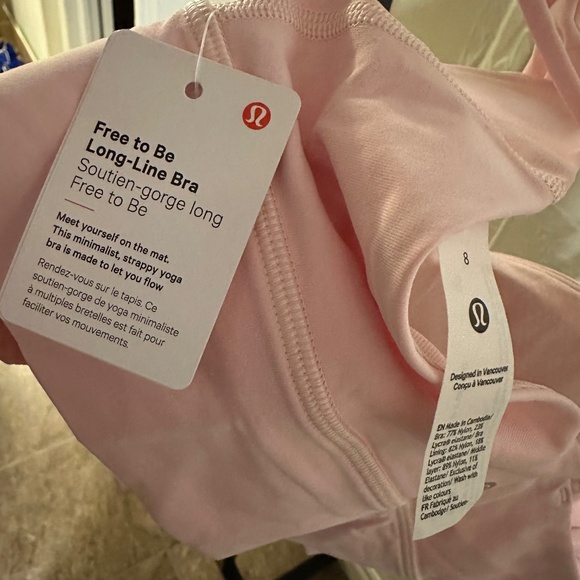 Free to Be
Long-Line Bra
Soutien-gorge long
Free to Be
Meet yourself on the mat.
This minimalist, strappy yoga
bra is made to let you flow
Rendez-vous sur le tapis. Ce
soutien-gorge de yoga minimaliste
à multiples bretelles est fait pour
faciliter vos mouvements.
8
Designed in Vancouver
Conçu à Vancouver
EN Made in Cambodia/
Bra: 77% Nylon, 23%
Lycra® elastane/ Bra
Lining: 82% Nylon, 18%
Lycra® elastane/ Middle
layer: 89% Nylon, 11%
Elastane/ Exclusive of
decoration/ Wash with
like colours
FR Fabriqué au
Cambodge/ Soutien-